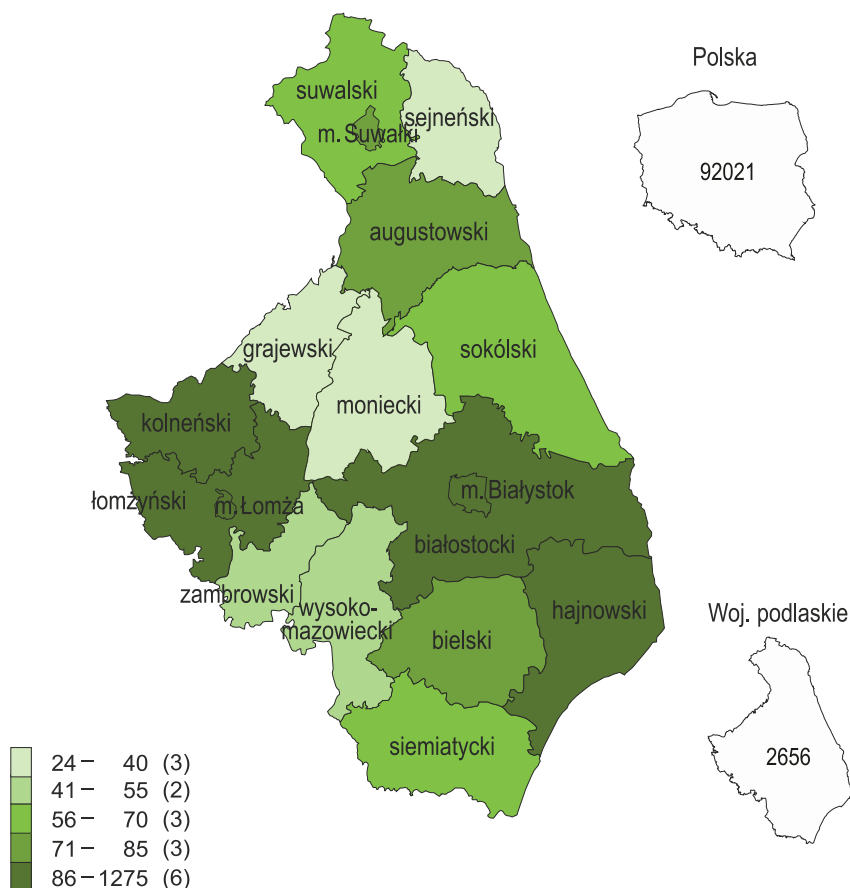 Polska
suwalski
m. Suwałki
sejneński
92021
augustowski
grajewski
sokólski
moniecki
kolneński
m. Białystok
łomżyński
m. Łomża
białostocki
zambrowski
wysoko-
mazowiecki
hajnowski
Woj. podlaskie
bielski
siemiatycki
2656
24 – 40 (3)
41 – 55 (2)
56 – 70 (3)
71 – 85 (3)
86 – 1275 (6)